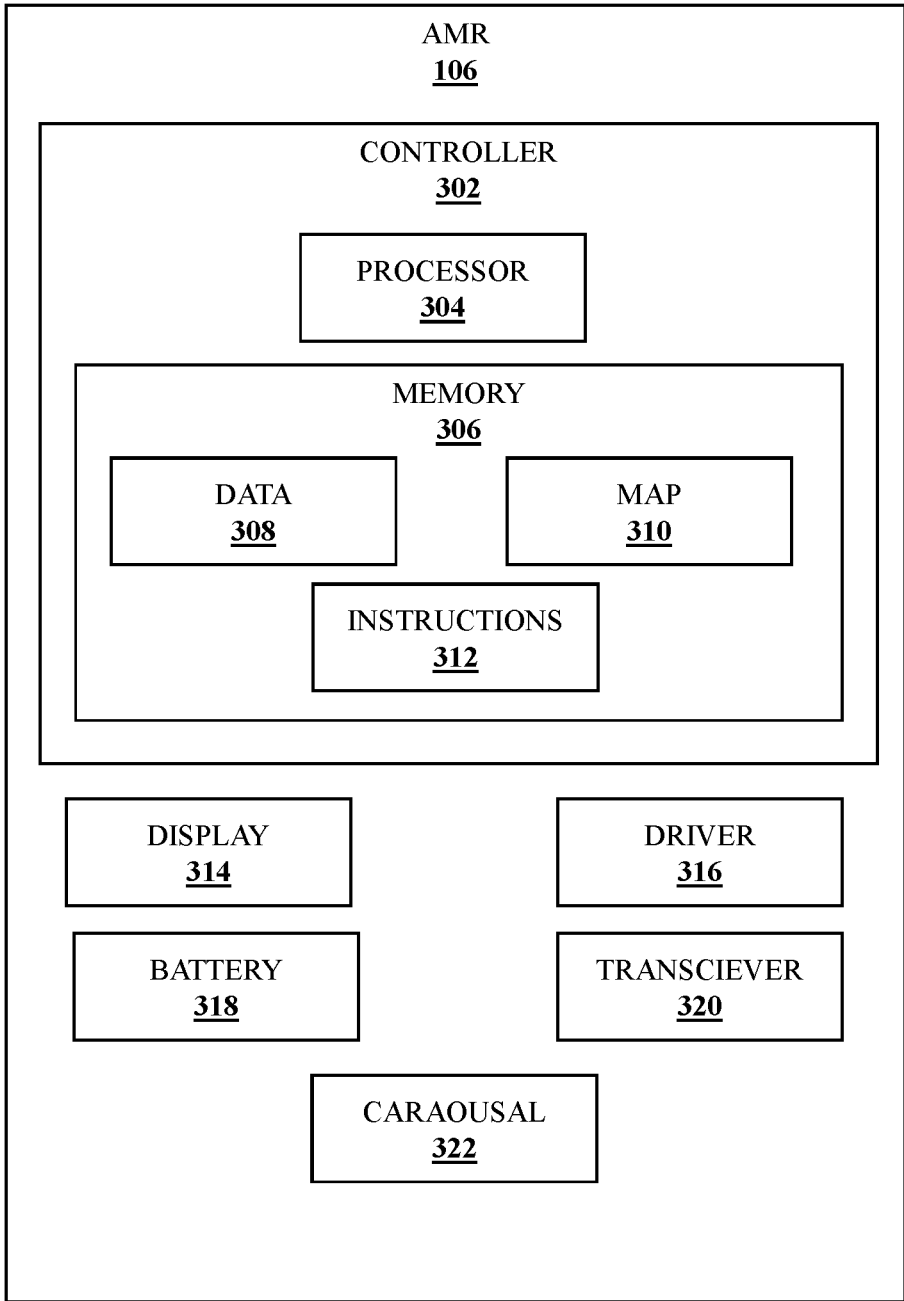 AMR
106
CONTROLLER
302
PROCESSOR
304
MEMORY
306
DATA
308
MAP
310
INSTRUCTIONS
312
DISPLAY
314
DRIVER
316
BATTERY
318
TRANSCIEVER
320
CARAOUSAL
322